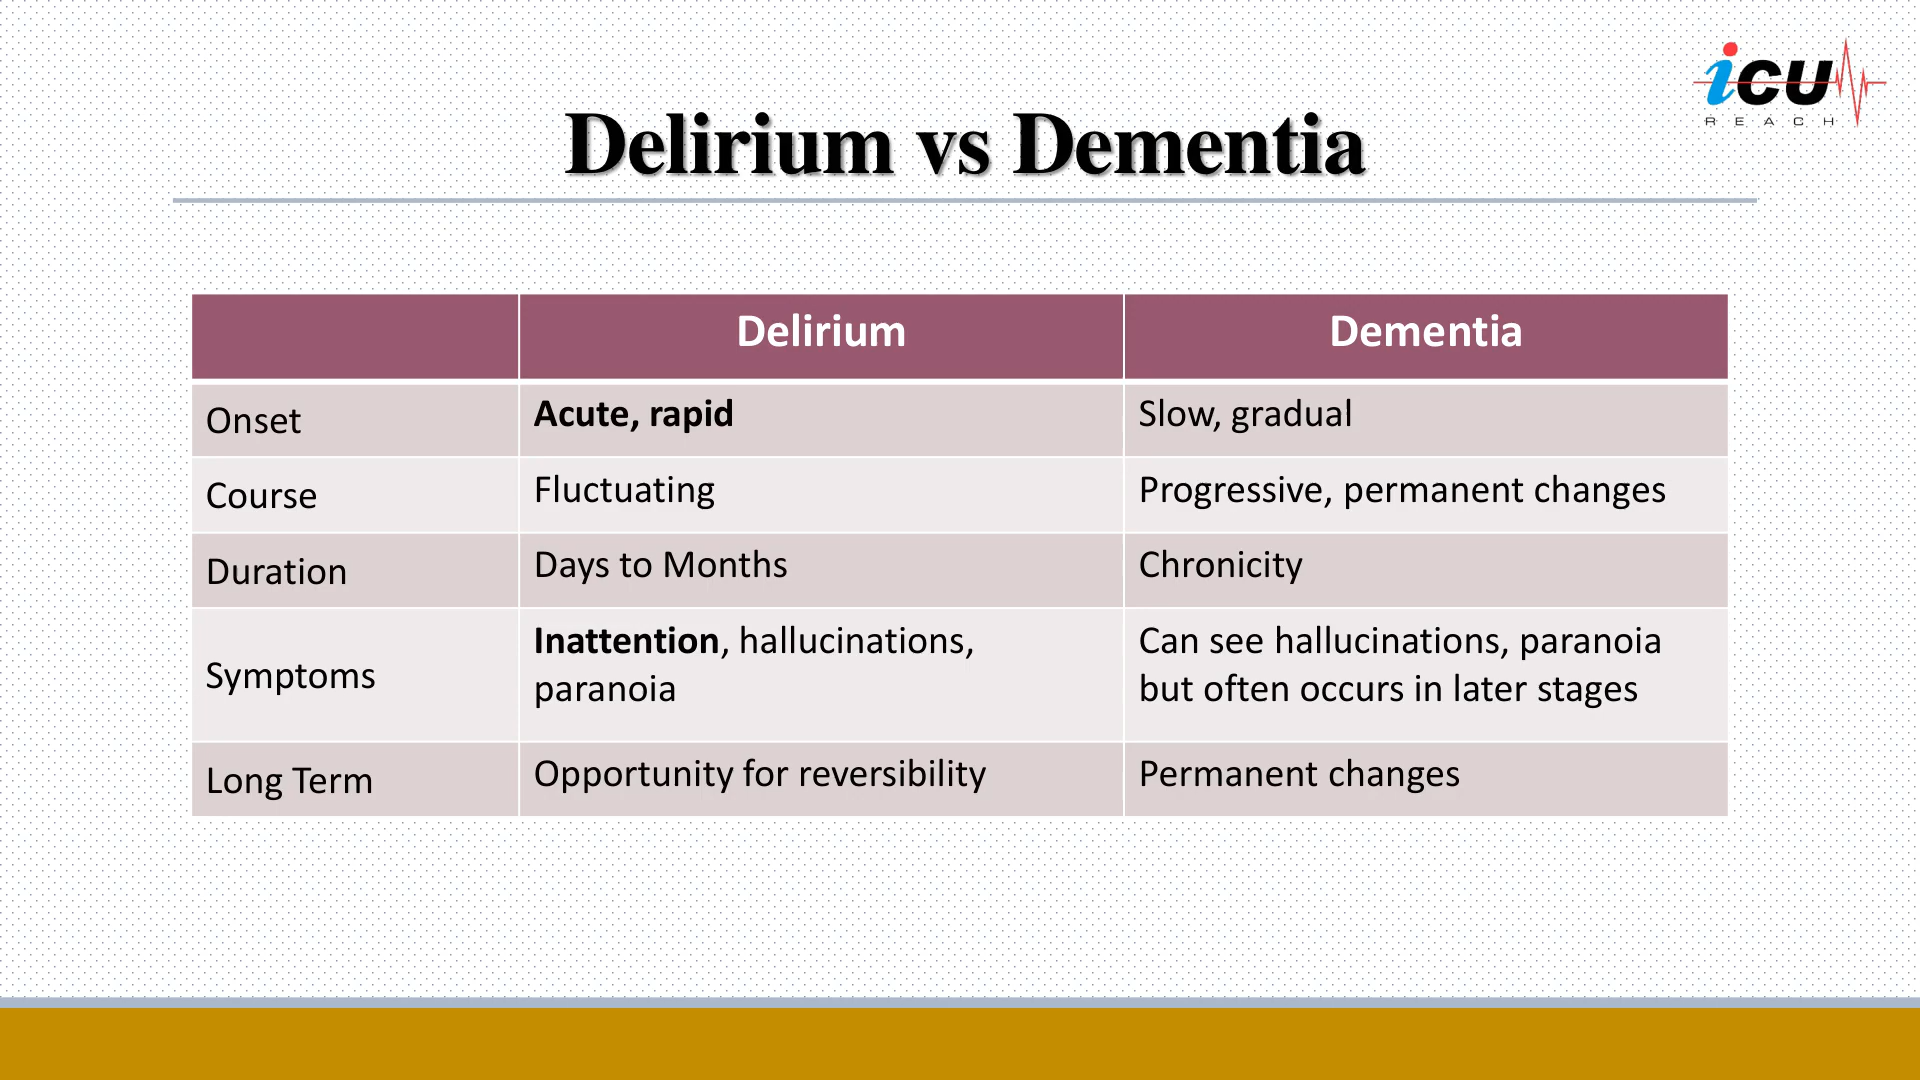 icu
REACH
Delirium vs Dementia
Delirium
Dementia
Onset
Acute, rapid
Slow, gradual
Course
Fluctuating
Progressive, permanent changes
Duration
Days to Months
Chronicity
Symptoms
Inattention, hallucinations,
paranoia
Can see hallucinations, paranoia
but often occurs in later stages
Long Term
Opportunity for reversibility
Permanent changes